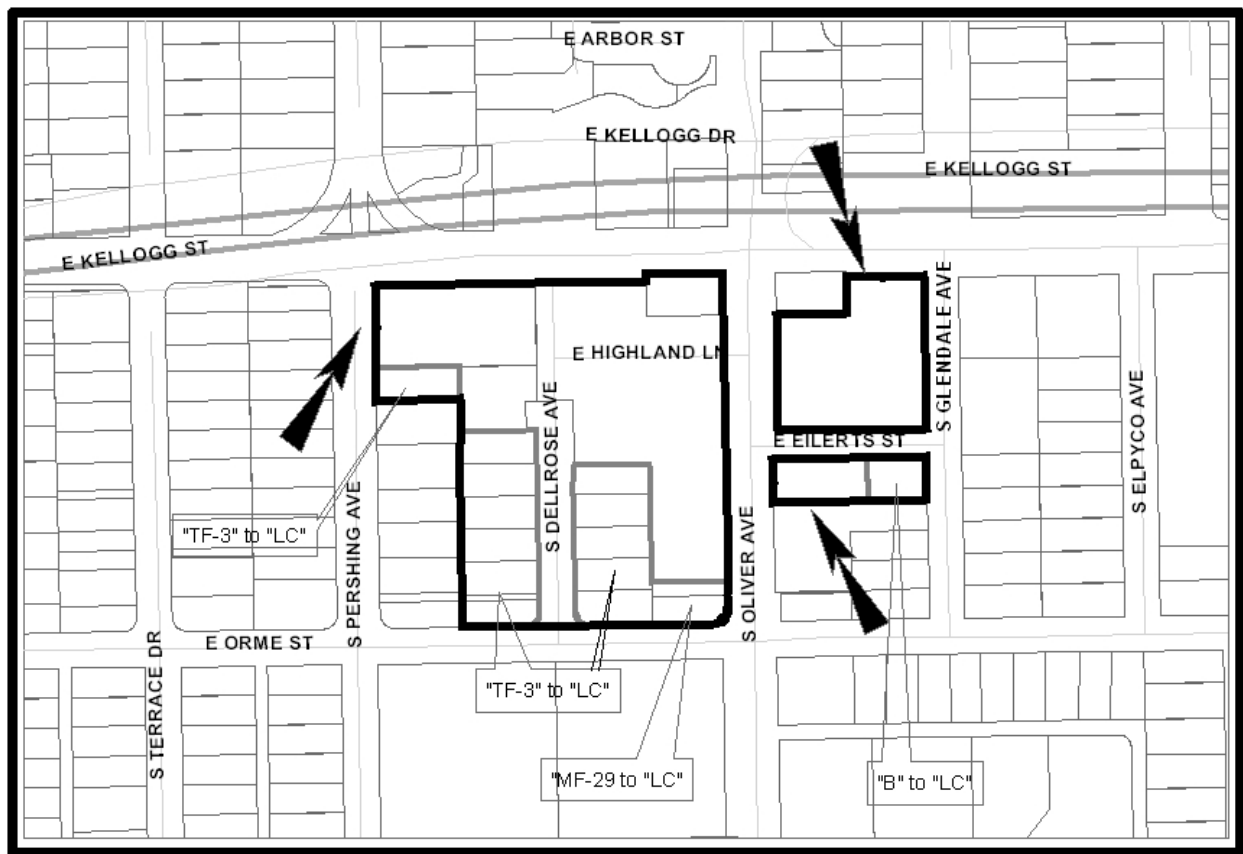 E ARBOR ST
E KELLOGG DR
E KELLOGG ST
E KELLOGG ST
S GLENDALE AVE
E HIGHLAND LN
S DELLROSE AVE
S ELPYCO AVE
E EILERTS ST
S PERSHING AVE
"TF-3" to "LC"
S OLIVER AVE
E ORME ST
S TERRACE DR
"TF-3" to "LC"
"MF-29 to "LC"
"B" to "LC"